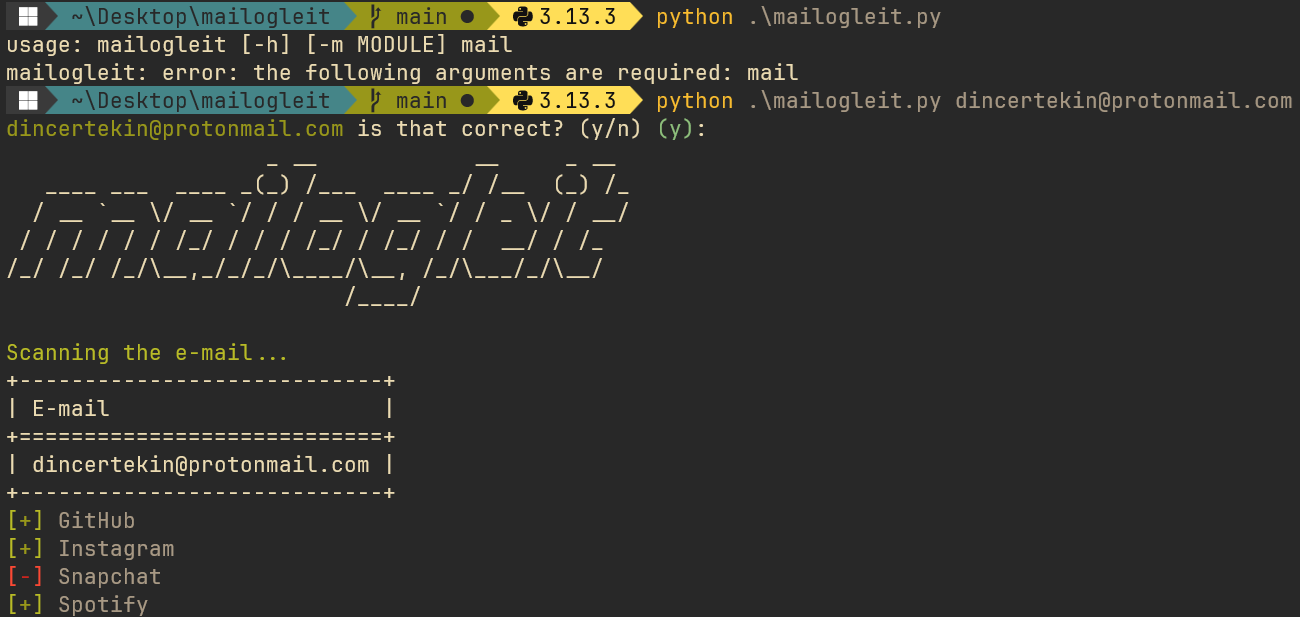 ~\Desktop\mailogleit main ● 3.13.3 python .\mailogleit.py
usage: mailogleit [-h] [-m MODULE] mail
mailogleit: error: the following arguments are required: mail
~\Desktop\mailogleit main ● 3.13.3 python .\mailogleit.py dincertekin@protonmail.com
dincertekin@protonmail.com is that correct? (y/n) (y):
                    _ __            __     _ __
   ____ ___  ____ _(_) /___  ____ _/ /__  (_) /_
  / __ `__ \/ __ `/ / / __ \/ __ `/ / _ \/ / __/
 / / / / / / /_/ / / / /_/ / /_/ / /  __/ / /_
/_/ /_/ /_/\__,_/_/_/\____/\__, /_/\___/_/\__/
                          /____/
Scanning the e-mail...
+----------------------------+
| E-mail                     |
+============================+
| dincertekin@protonmail.com |
+----------------------------+
[+] GitHub
[+] Instagram
[-] Snapchat
[+] Spotify